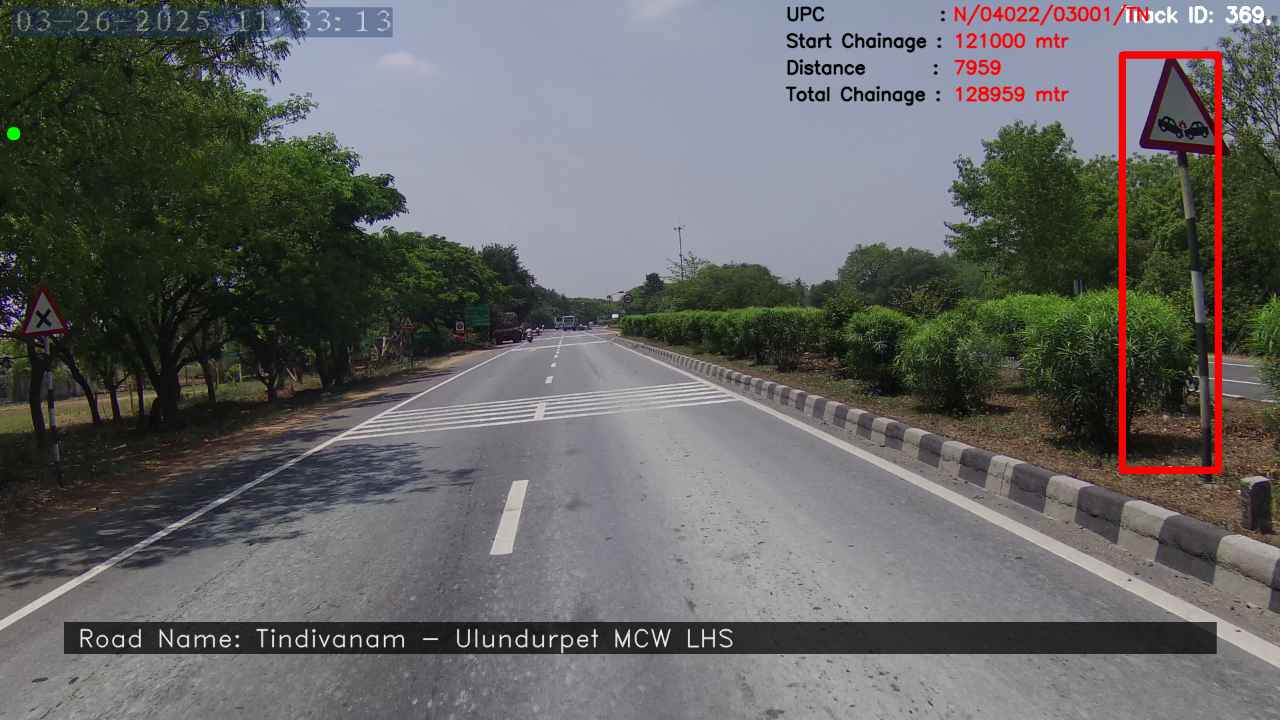 03-26-2025 11:33:13
UPC : N/04022/03001/TN
Track ID: 369,
Start Chainage : 121000 mtr
Distance : 7959
Total Chainage : 128959 mtr
Road Name: Tindivanam - Ulundurpet MCW LHS